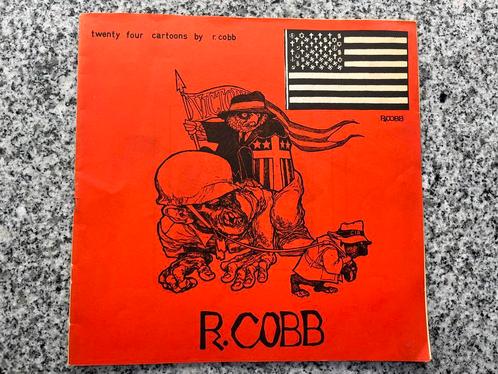 twenty four cartoons by r. cobb
VICTORY
R.COBB
R. COBB